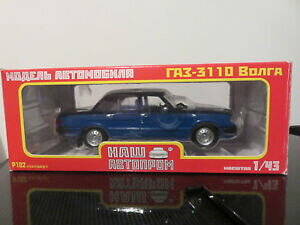 МОДЕЛЬ АВТОМОБИЛЯ
ГАЗ-3110 Волга
НАШ
АВТОПРОМ
МАСШТАБ 1/43